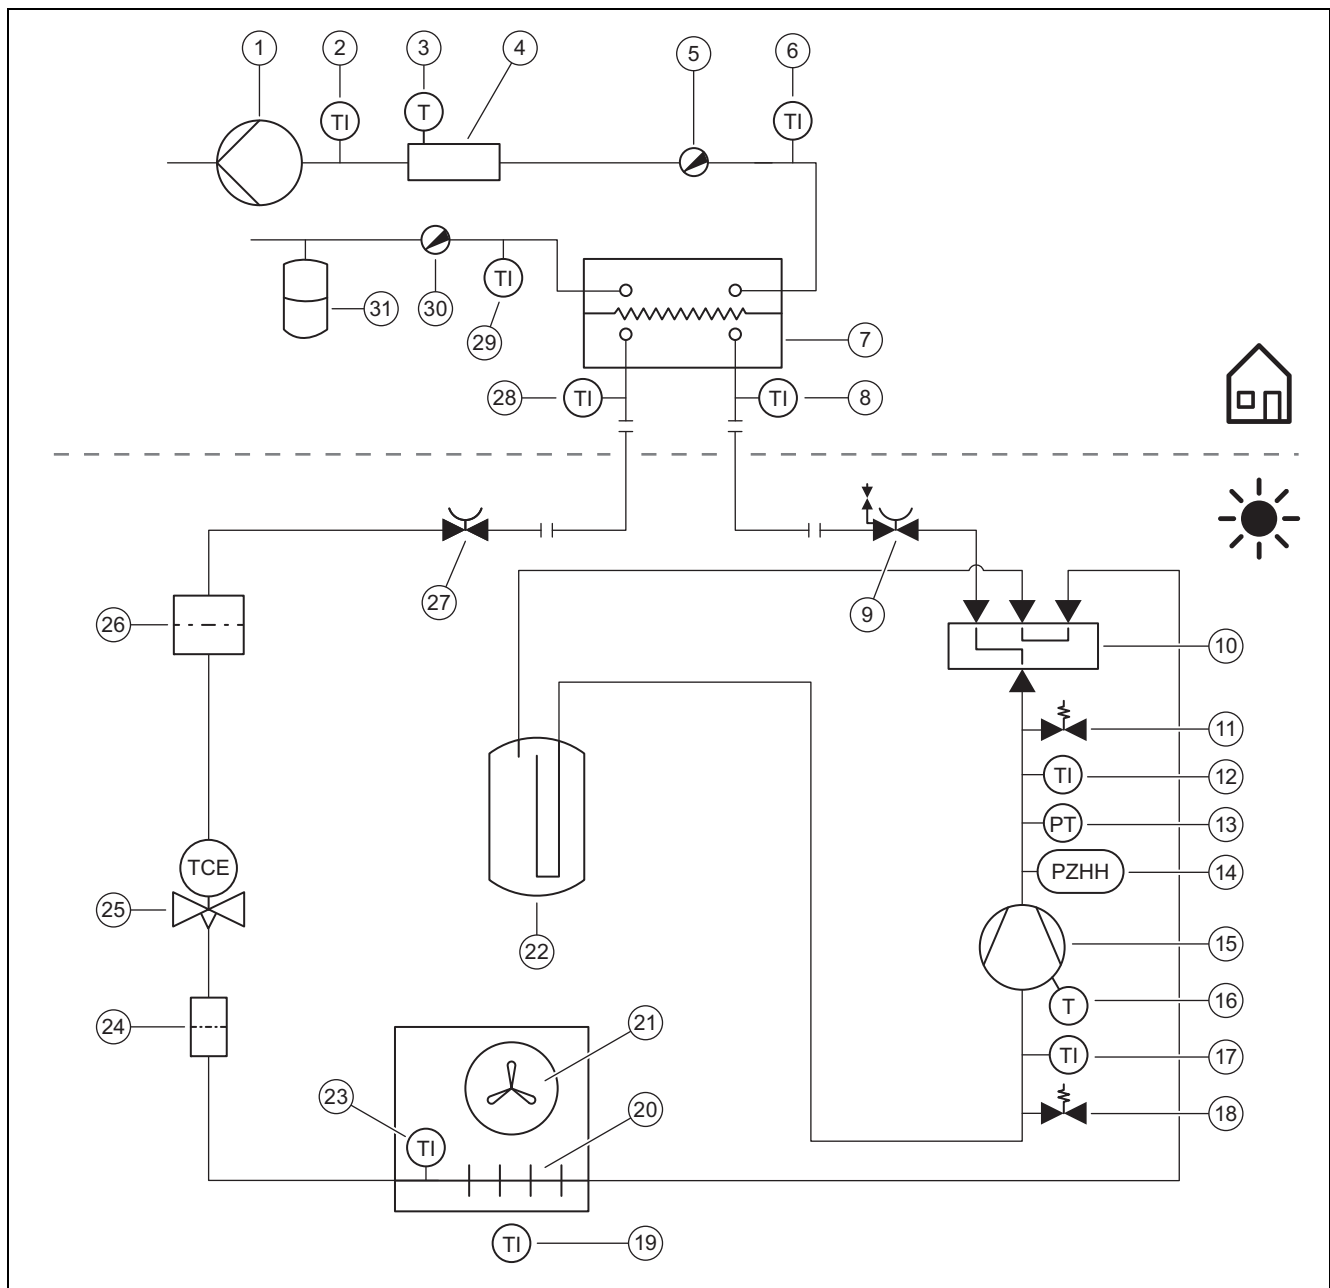 1 2 3 4 5 6
TI T TI
TI
31 30 29 7
28 TI TI 8
27 9
26 10
11
TI 12
PT 13
TCE PZHH 14
25 22 15
T 16
24 21 TI 17
23 20 18
TI
TI 19